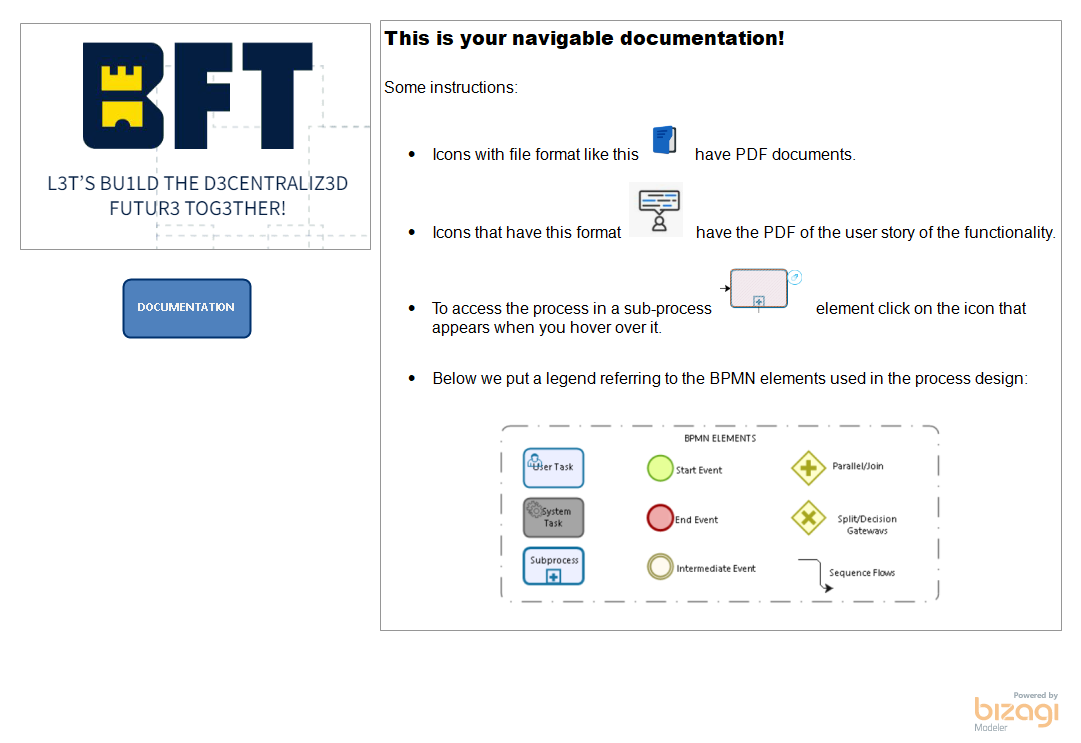 BFT
L3T'S BU1LD THE D3CENTRALIZ3D
FUTUR3 TOG3THER!
DOCUMENTATION
This is your navigable documentation!
Some instructions:
• Icons with file format like this have PDF documents.
• Icons that have this format have the PDF of the user story of the functionality.
• To access the process in a sub-process element click on the icon that
appears when you hover over it.
• Below we put a legend referring to the BPMN elements used in the process design:
BPMN ELEMENTS
User Task
Start Event
Parallel/Join
System
Task
End Event
Split/Decision
Gateways
Subprocess
Intermediate Event
Sequence Flows
Powered by
bizagi
Modeler